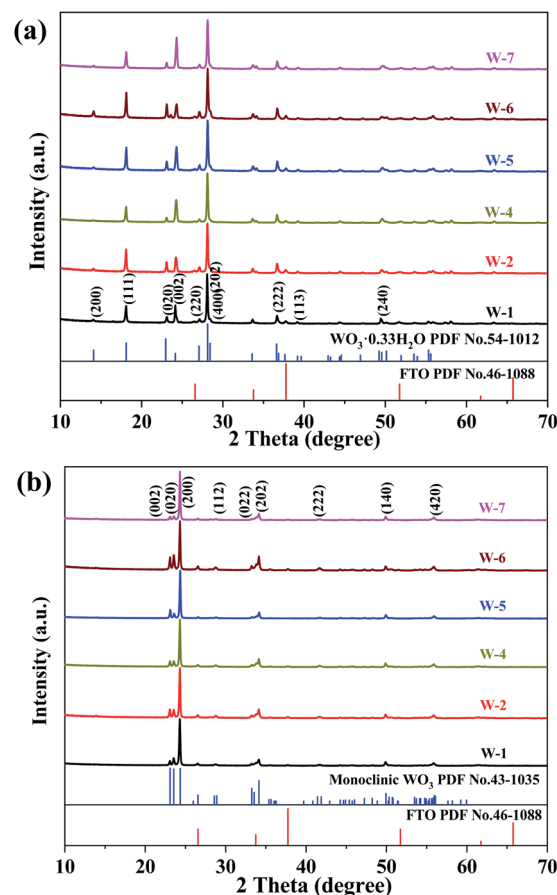 (a)
W-7
W-6
W-5
W-4
W-2
W-1
(200)
(111)
(020)
(002)
(220)
(202)
(400)
(222)
(113)
(240)
WO₃·0.33H₂O PDF No.54-1012
FTO PDF No.46-1088
Intensity (a.u.)
10 20 30 40 50 60 70
2 Theta (degree)
(b)
(002)
(020)
(200)
(112)
(022)
(202)
(222)
(140)
(420)
W-7
W-6
W-5
W-4
W-2
W-1
Monoclinic WO₃ PDF No.43-1035
FTO PDF No.46-1088
Intensity (a.u.)
10 20 30 40 50 60 70
2 Theta (degree)